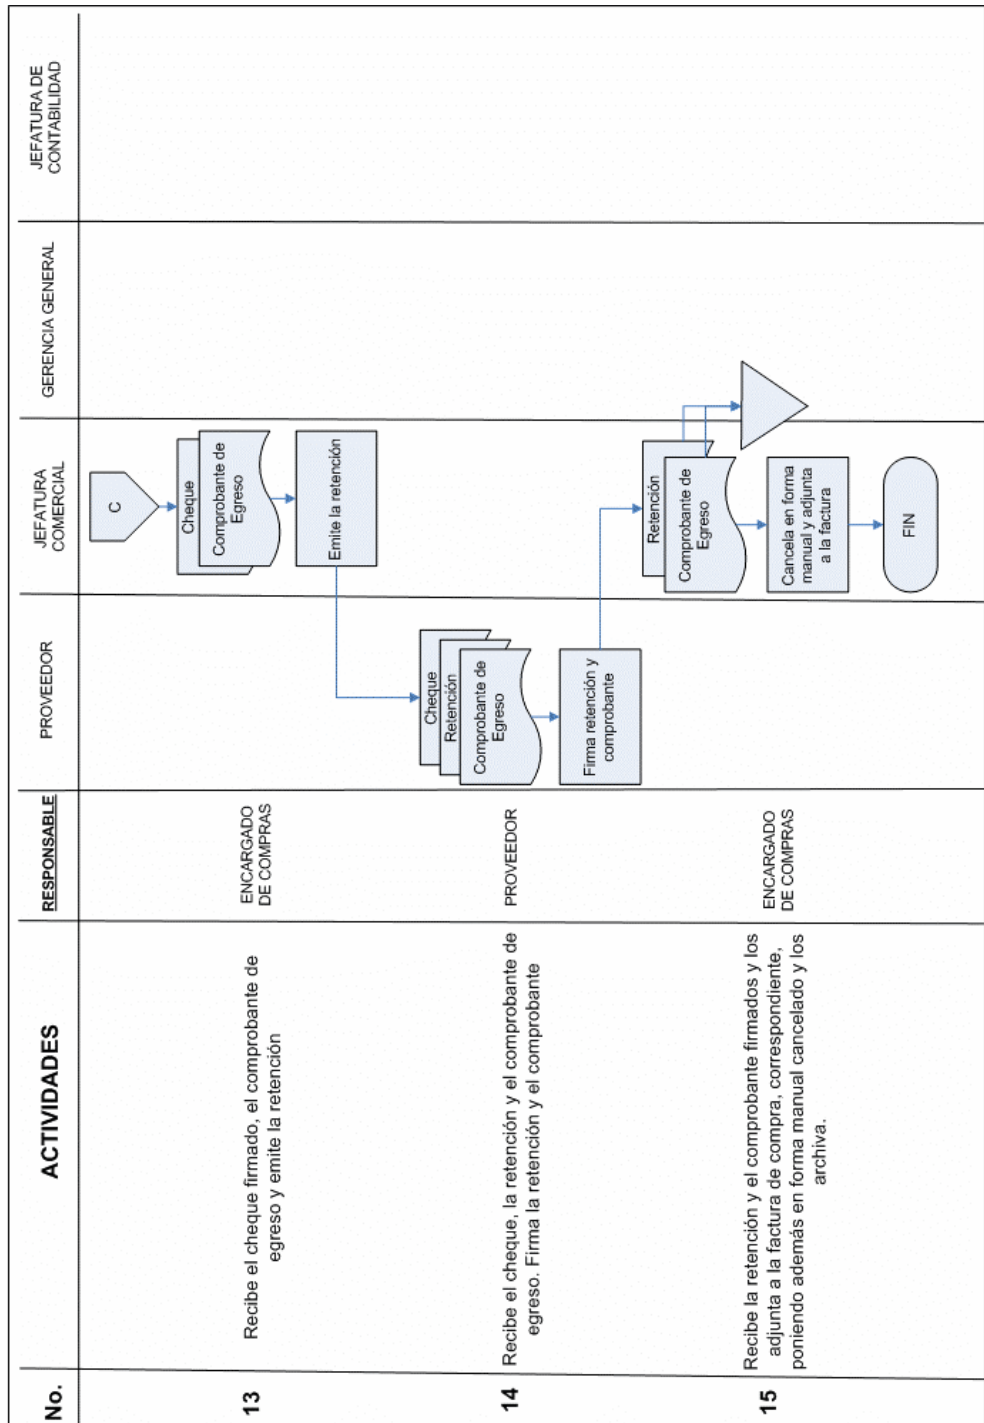 No.
ACTIVIDADES
RESPONSABLE
PROVEEDOR
JEFATURA
COMERCIAL
GERENCIA GENERAL
JEFATURA DE
CONTABILIDAD
13
Recibe el cheque firmado, el comprobante de
egreso y emite la retención
ENCARGADO
DE COMPRAS
C
Cheque
Comprobante de
Egreso
Emite la retención
14
Recibe el cheque, la retención y el comprobante de
egreso. Firma la retención y el comprobante
PROVEEDOR
Cheque
Retención
Comprobante de
Egreso
Firma retención y
comprobante
15
Recibe la retención y el comprobante firmados y los
adjunta a la factura de compra, correspondiente,
poniendo además en forma manual cancelado y los
archiva.
ENCARGADO
DE COMPRAS
Retención
Comprobante de
Egreso
Cancela en forma
manual y adjunta
a la factura
FIN